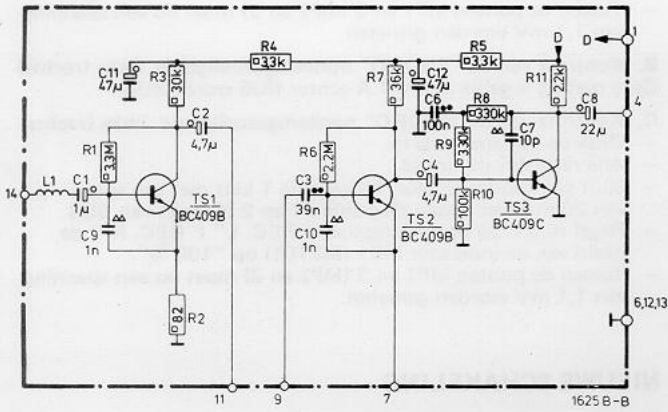 R4
3,3k
R5
3,3k
D
D
1
C11
47µ
R3
30k
R7
36k
C12
47µ
R11
2,2k
4
C6
100n
R8
330k
C8
22µ
C2
4,7µ
C7
10p
R1
3,3M
R6
2,2M
R9
330k
C4
4,7µ
14
L1
C1
1µ
TS1
BC409B
C3
39n
TS2
BC409B
R10
100k
TS3
BC409C
C9
1n
C10
1n
82
R2
6,12,13
11
9
7
1625 B-B